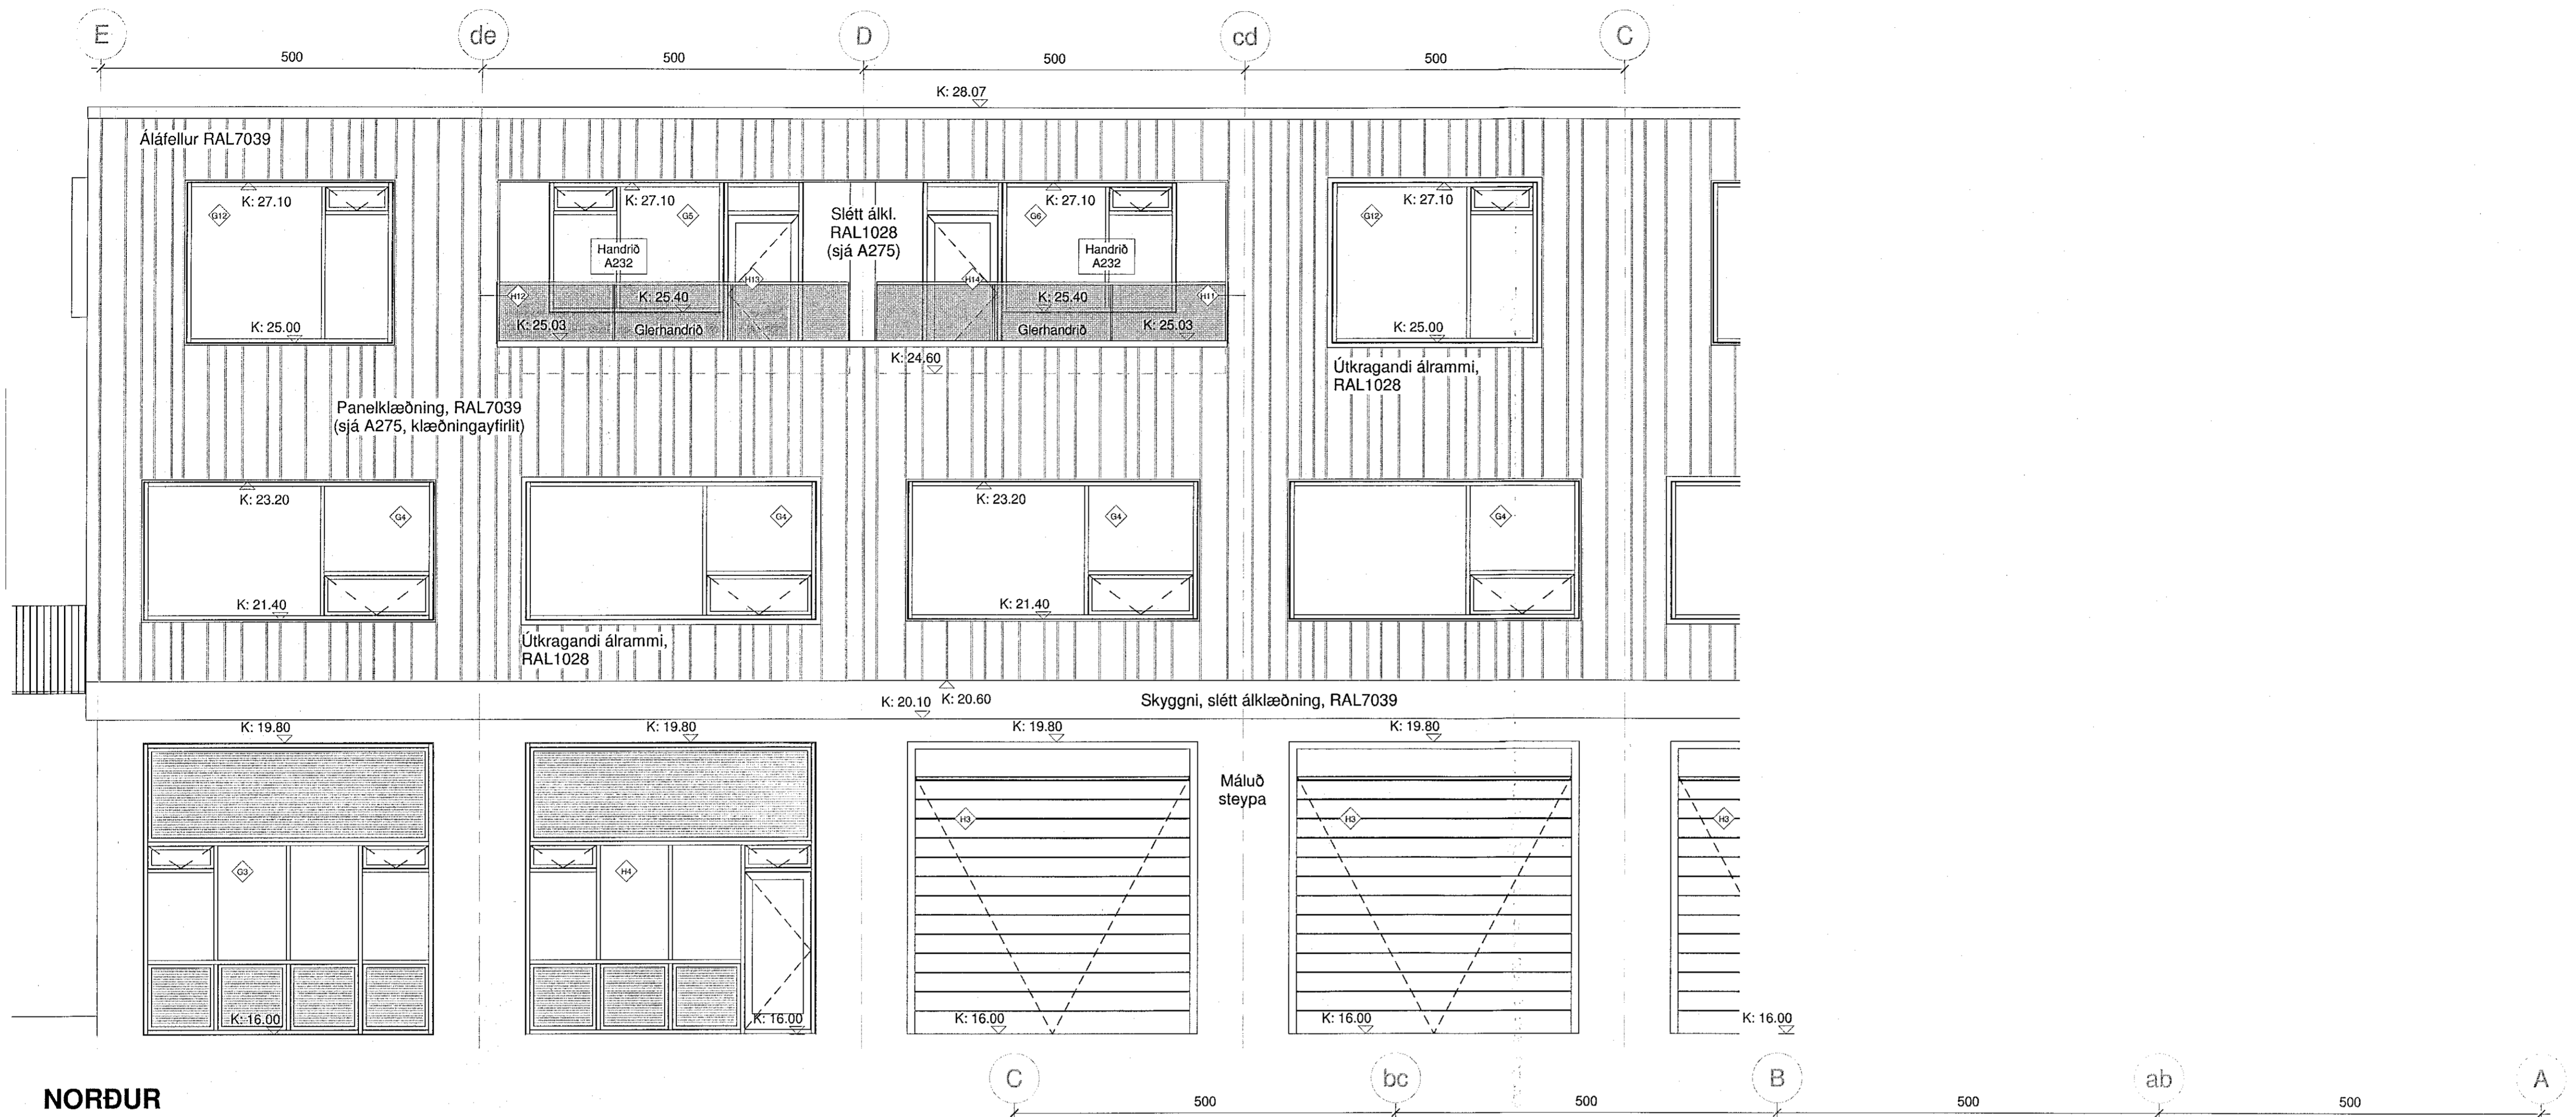 E
de
D
cd
C
500
500
500
500
K: 28.07
Áláfellur RAL7039
K: 27.10
G12
K: 27.10
G5
Slétt álkl.
RAL1028
(sjá A275)
G6
K: 27.10
G12
K: 27.10
Handrið
A232
Handrið
A232
H13
H14
H12
K: 25.40
K: 25.40
H11
K: 25.00
K: 25.03
Glerhandrið
Glerhandrið
K: 25.03
K: 25.00
K: 24.60
Útkragandi álrammi,
RAL1028
Panelklæðning, RAL7039
(sjá A275, klæðningayfirlit)
K: 23.20
G4
G4
K: 23.20
G4
G4
K: 21.40
K: 21.40
Útkragandi álrammi,
RAL1028
K: 20.10
K: 20.60
Skyggni, slétt álklæðning, RAL7039
K: 19.80
K: 19.80
K: 19.80
K: 19.80
Máluð
steypa
H3
H3
H3
G3
H4
K: 16.00
K: 16.00
K: 16.00
K: 16.00
K: 16.00
NORÐUR
C
bc
B
ab
A
500
500
500
500